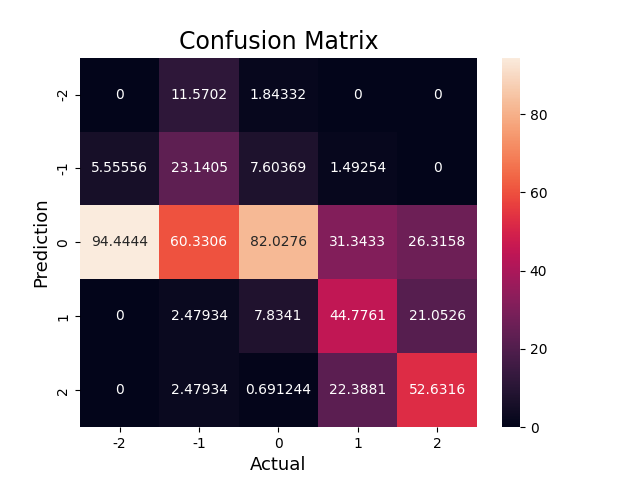 Confusion Matrix
-2 0 11.5702 1.84332 0 0
-1 5.55556 23.1405 7.60369 1.49254 0
0 94.4444 60.3306 82.0276 31.3433 26.3158
1 0 2.47934 7.8341 44.7761 21.0526
2 0 2.47934 0.691244 22.3881 52.6316
-2 -1 0 1 2
Prediction
Actual
80
60
40
20
0